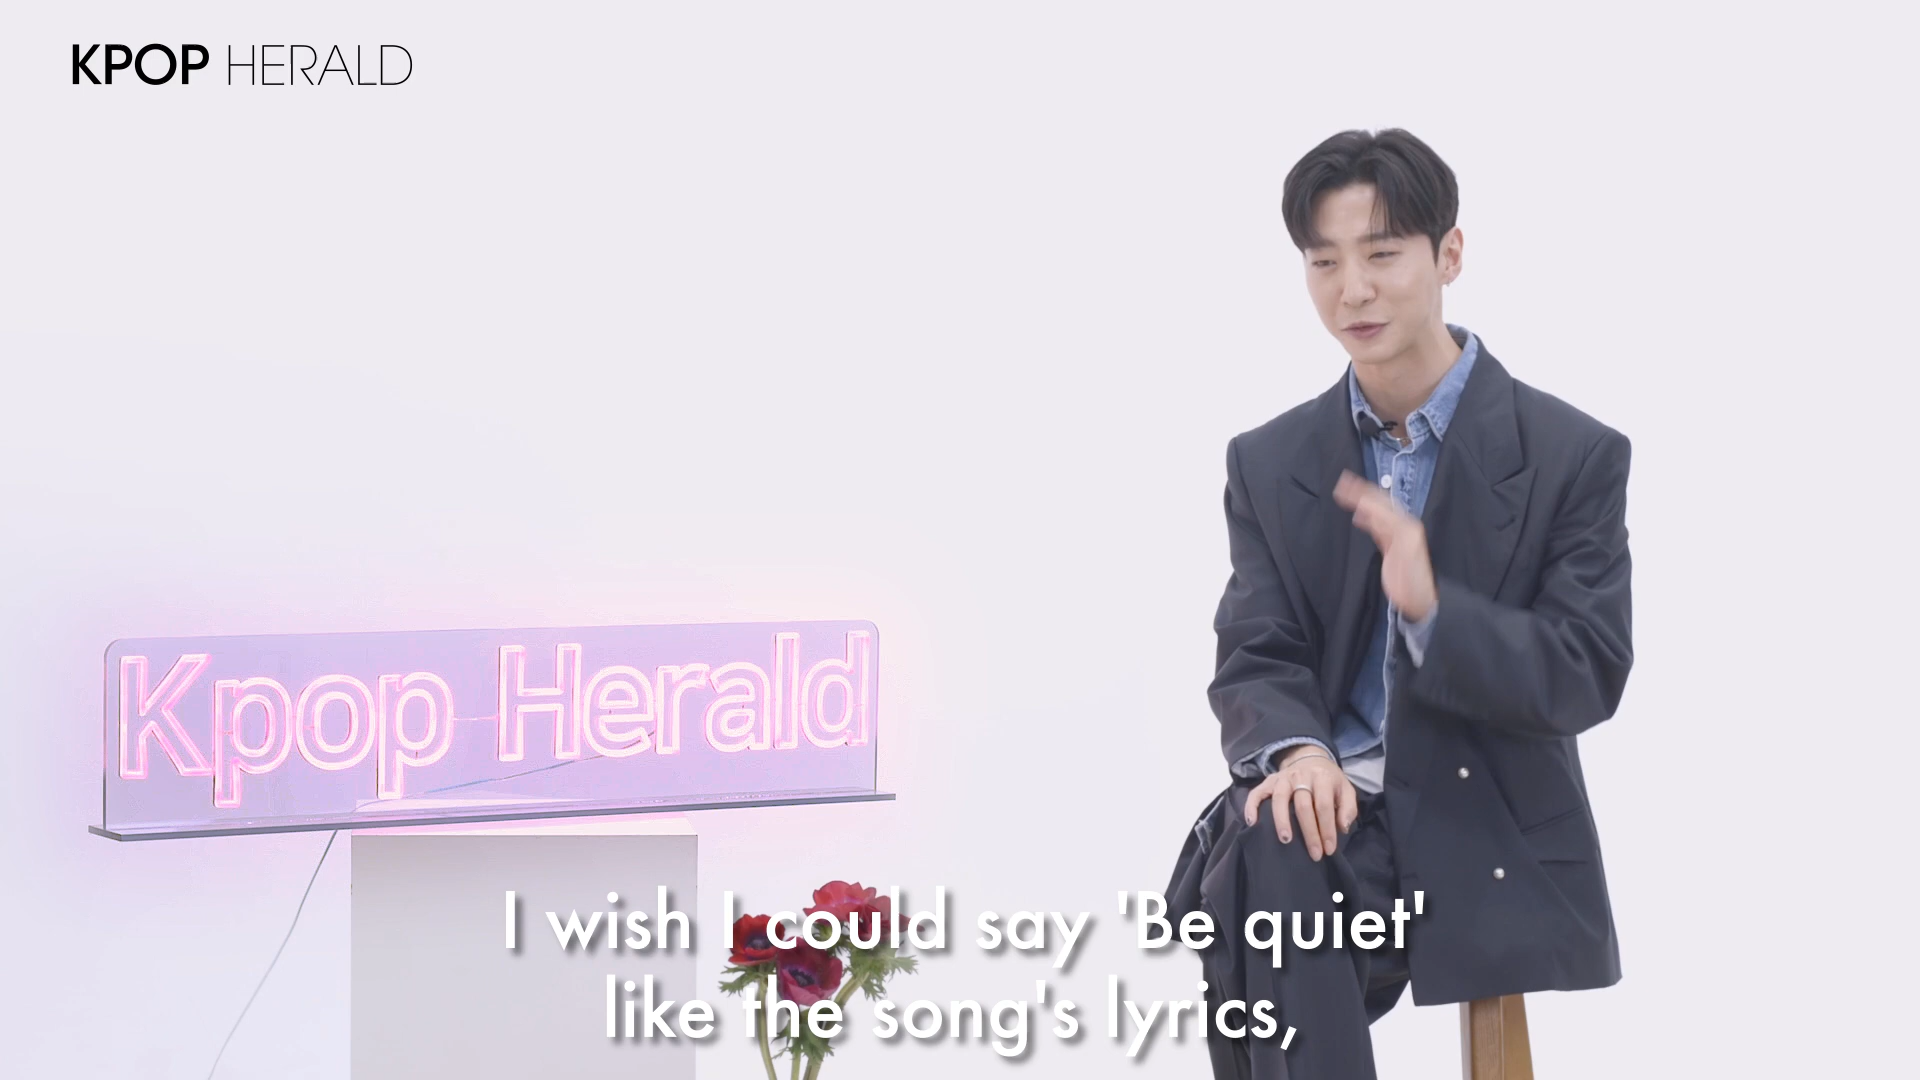 KPOP HERALD
Kpop Herald
I wish I could say 'Be quiet'
like the song's lyrics,